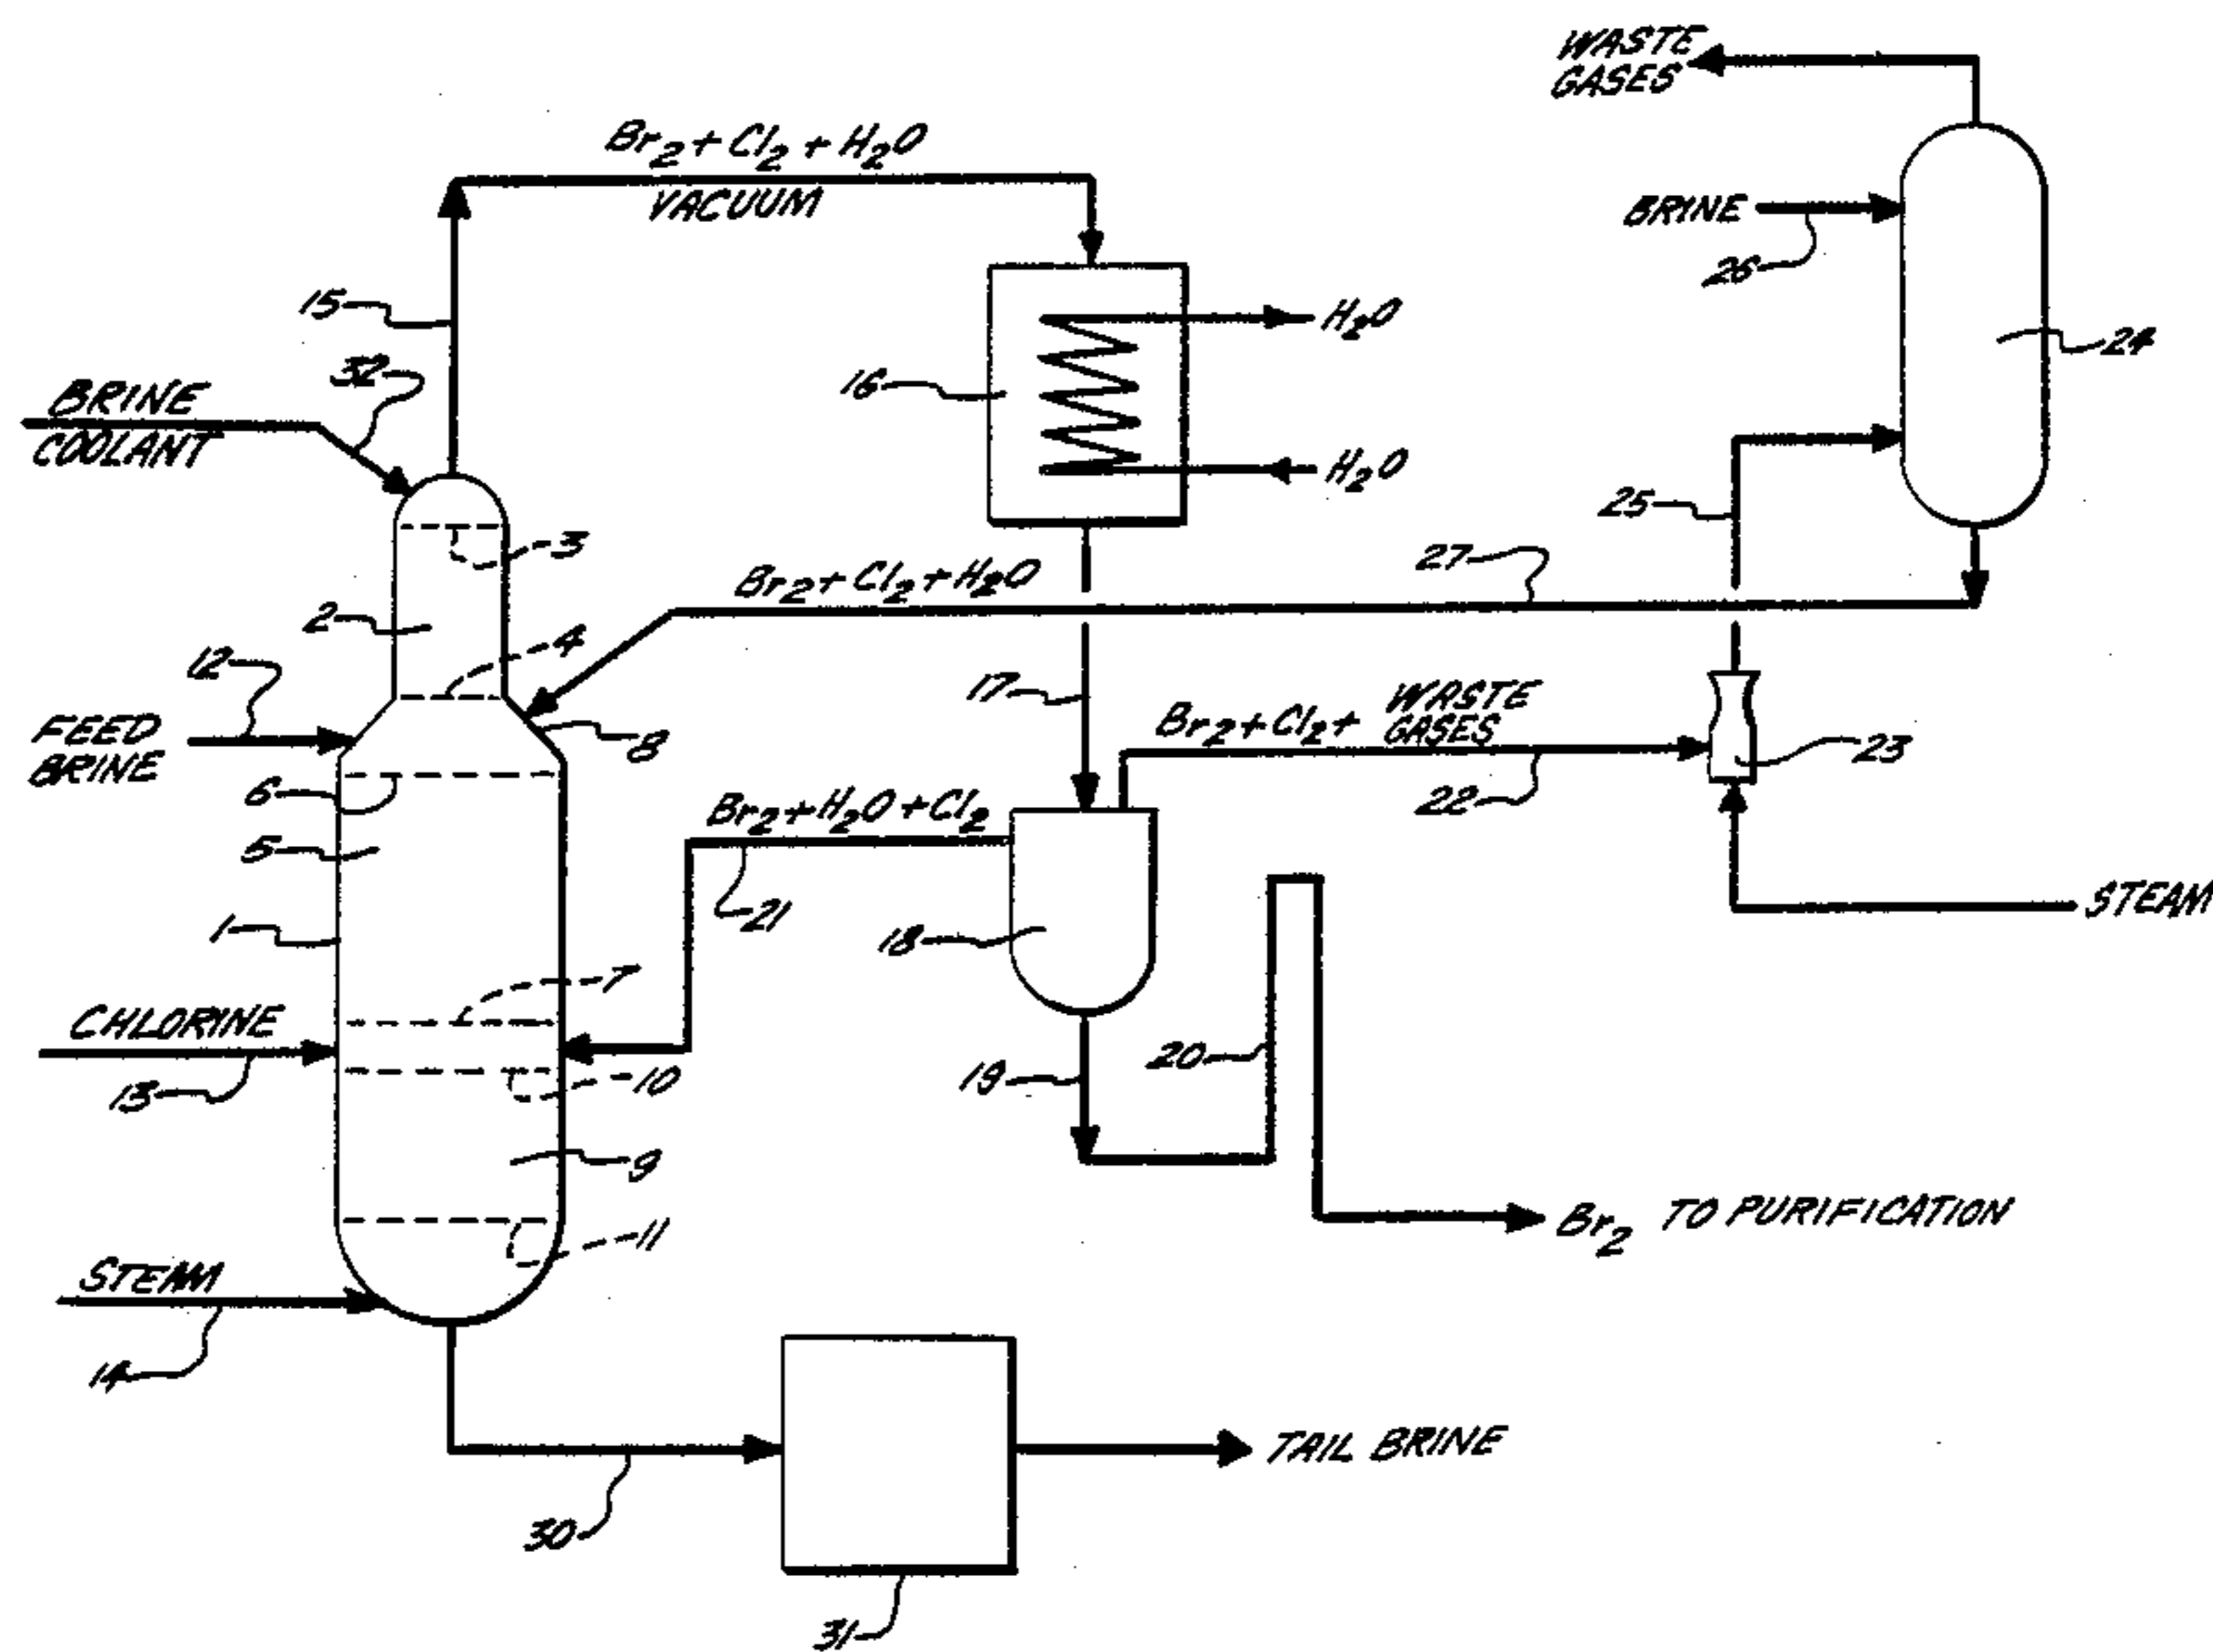 WASTE
GASES
Br2 + Cl2 + H2O
VACUUM
BRINE
26
15
H2O
24
32
16
BRINE
COOLANT
H2O
25
3
27
Br2 + Cl2 + H2O
2
4
12
17
WASTE
Br2 + Cl2 + GASES
FEED
BRINE
8
23
6
22
Br2 + H2O + Cl2
5
STEAM
1
21
18
7
CHLORINE
20
19
10
13
9
Br2 TO PURIFICATION
11
STEAM
14
TAIL BRINE
30
31